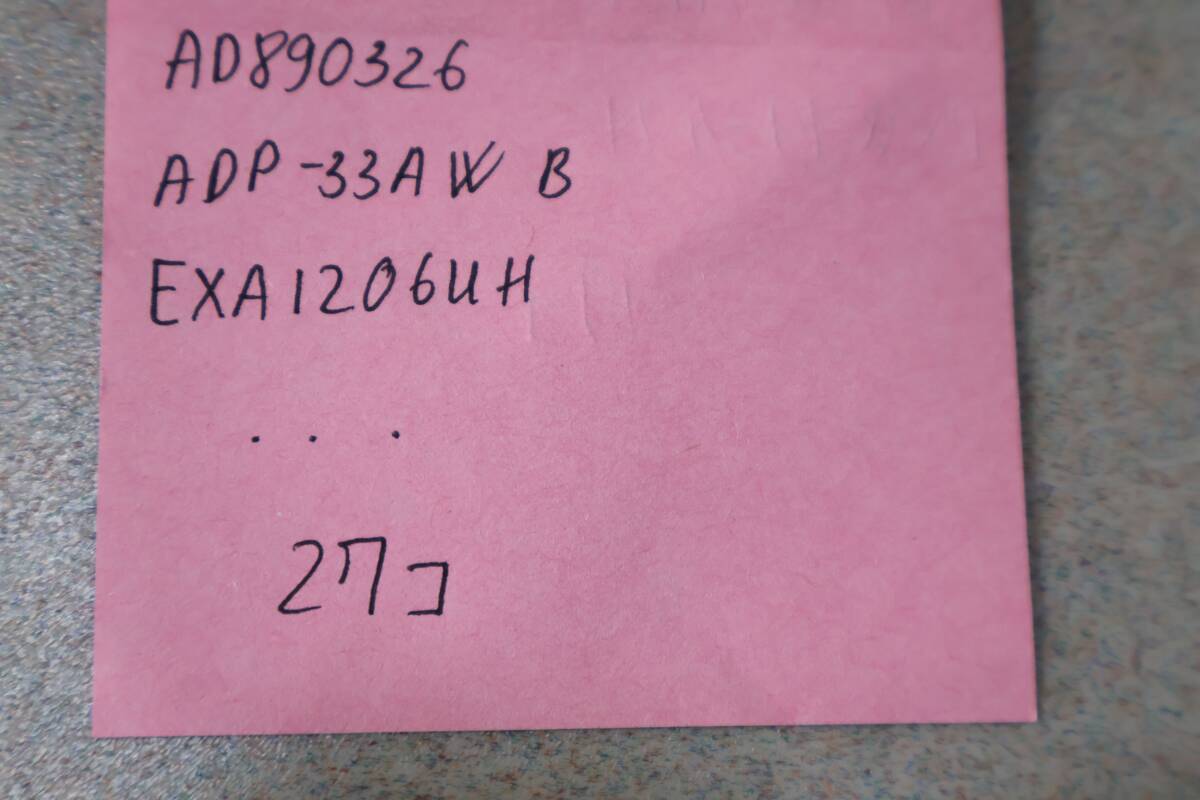 AD890326
ADP-33AW B
EXA1206UH
...
27コ